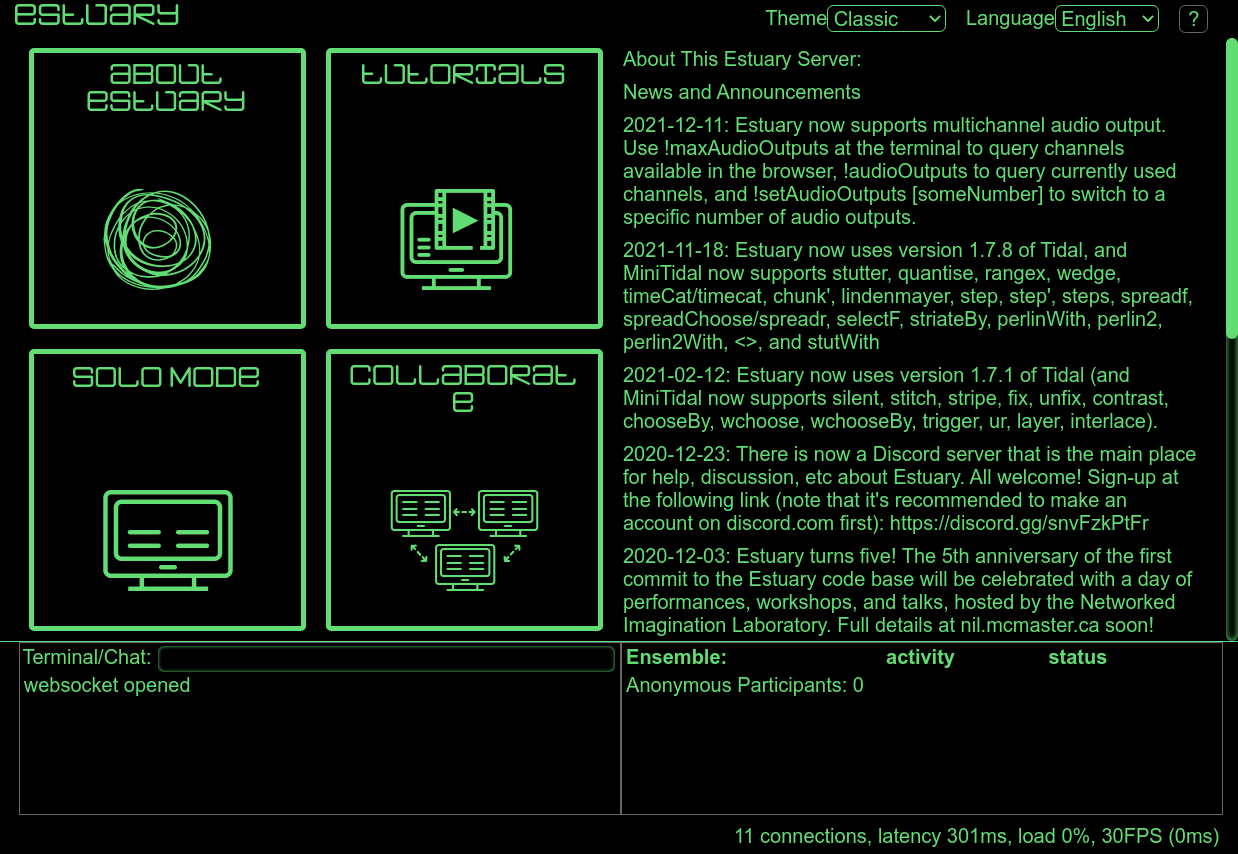 estuary
Theme Classic Language English ?
ABOUT
ESTUARY
TUTORIALS
SOLO MODE
COLLABORAT
E
About This Estuary Server:
News and Announcements
2021-12-11: Estuary now supports multichannel audio output.
Use !maxAudioOutputs at the terminal to query channels
available in the browser, !audioOutputs to query currently used
channels, and !setAudioOutputs [someNumber] to switch to a
specific number of audio outputs.
2021-11-18: Estuary now uses version 1.7.8 of Tidal, and
MiniTidal now supports stutter, quantise, rangex, wedge,
timeCat/timecat, chunk', lindenmayer, step, step', steps, spreadf,
spreadChoose/spreadr, selectF, striateBy, perlinWith, perlin2,
perlin2With, <>, and stutWith
2021-02-12: Estuary now uses version 1.7.1 of Tidal (and
MiniTidal now supports silent, stitch, stripe, fix, unfix, contrast,
chooseBy, wchoose, wchooseBy, trigger, ur, layer, interlace).
2020-12-23: There is now a Discord server that is the main place
for help, discussion, etc about Estuary. All welcome! Sign-up at
the following link (note that it's recommended to make an
account on discord.com first): https://discord.gg/snvFzkPtFr
2020-12-03: Estuary turns five! The 5th anniversary of the first
commit to the Estuary code base will be celebrated with a day of
performances, workshops, and talks, hosted by the Networked
Imagination Laboratory. Full details at nil.mcmaster.ca soon!
Terminal/Chat:
websocket opened
Ensemble: activity status
Anonymous Participants: 0
11 connections, latency 301ms, load 0%, 30FPS (0ms)